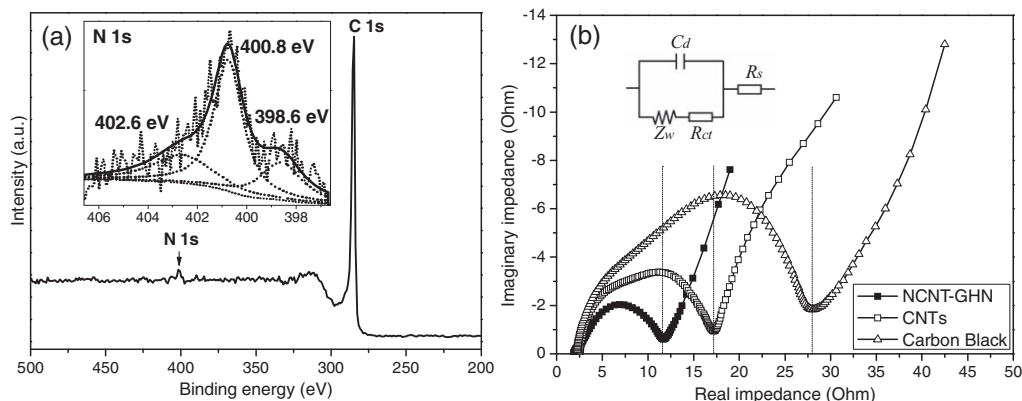 (a)
N 1s
400.8 eV
402.6 eV
398.6 eV
406 404 402 400 398
C 1s
N 1s
Intensity (a.u.)
500 450 400 350 300 250 200
Binding energy (eV)
(b)
Cd
Rs
Zw Rct
-14
-12
-10
-8
-6
-4
-2
0
Imaginary impedance (Ohm)
NCNT-GHN
CNTs
Carbon Black
0 5 10 15 20 25 30 35 40 45 50
Real impedance (Ohm)